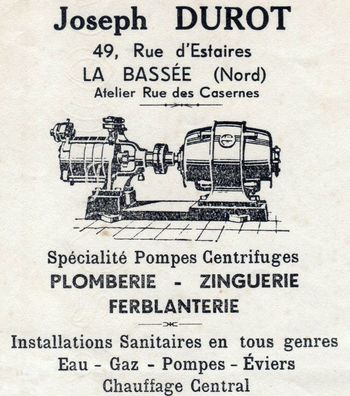 Joseph DUROT
49, Rue d'Estaires
LA BASSÉE (Nord)
Atelier Rue des Casernes
Spécialité Pompes Centrifuges
PLOMBERIE - ZINGUERIE
FERBLANTERIE
Installations Sanitaires en tous genres
Eau - Gaz - Pompes - Éviers
Chauffage Central